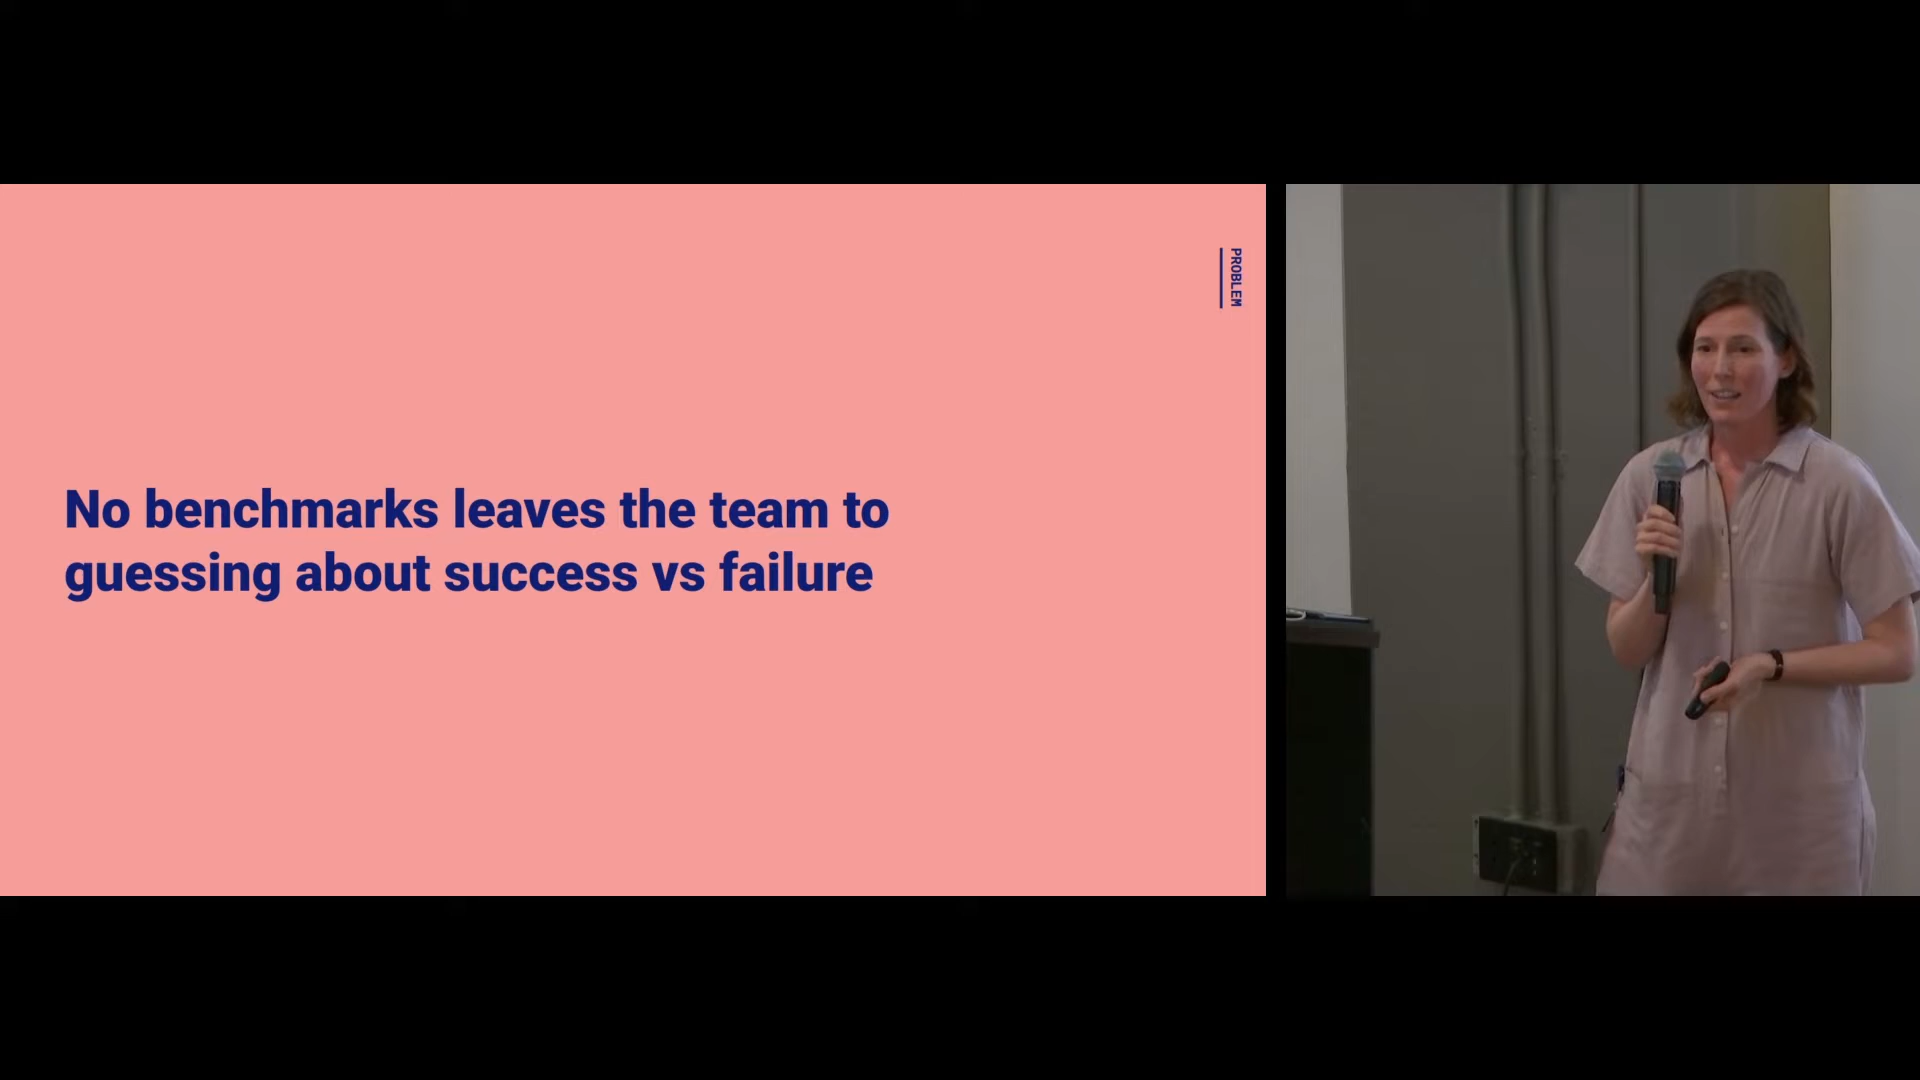 PROBLEM
No benchmarks leaves the team to
guessing about success vs failure